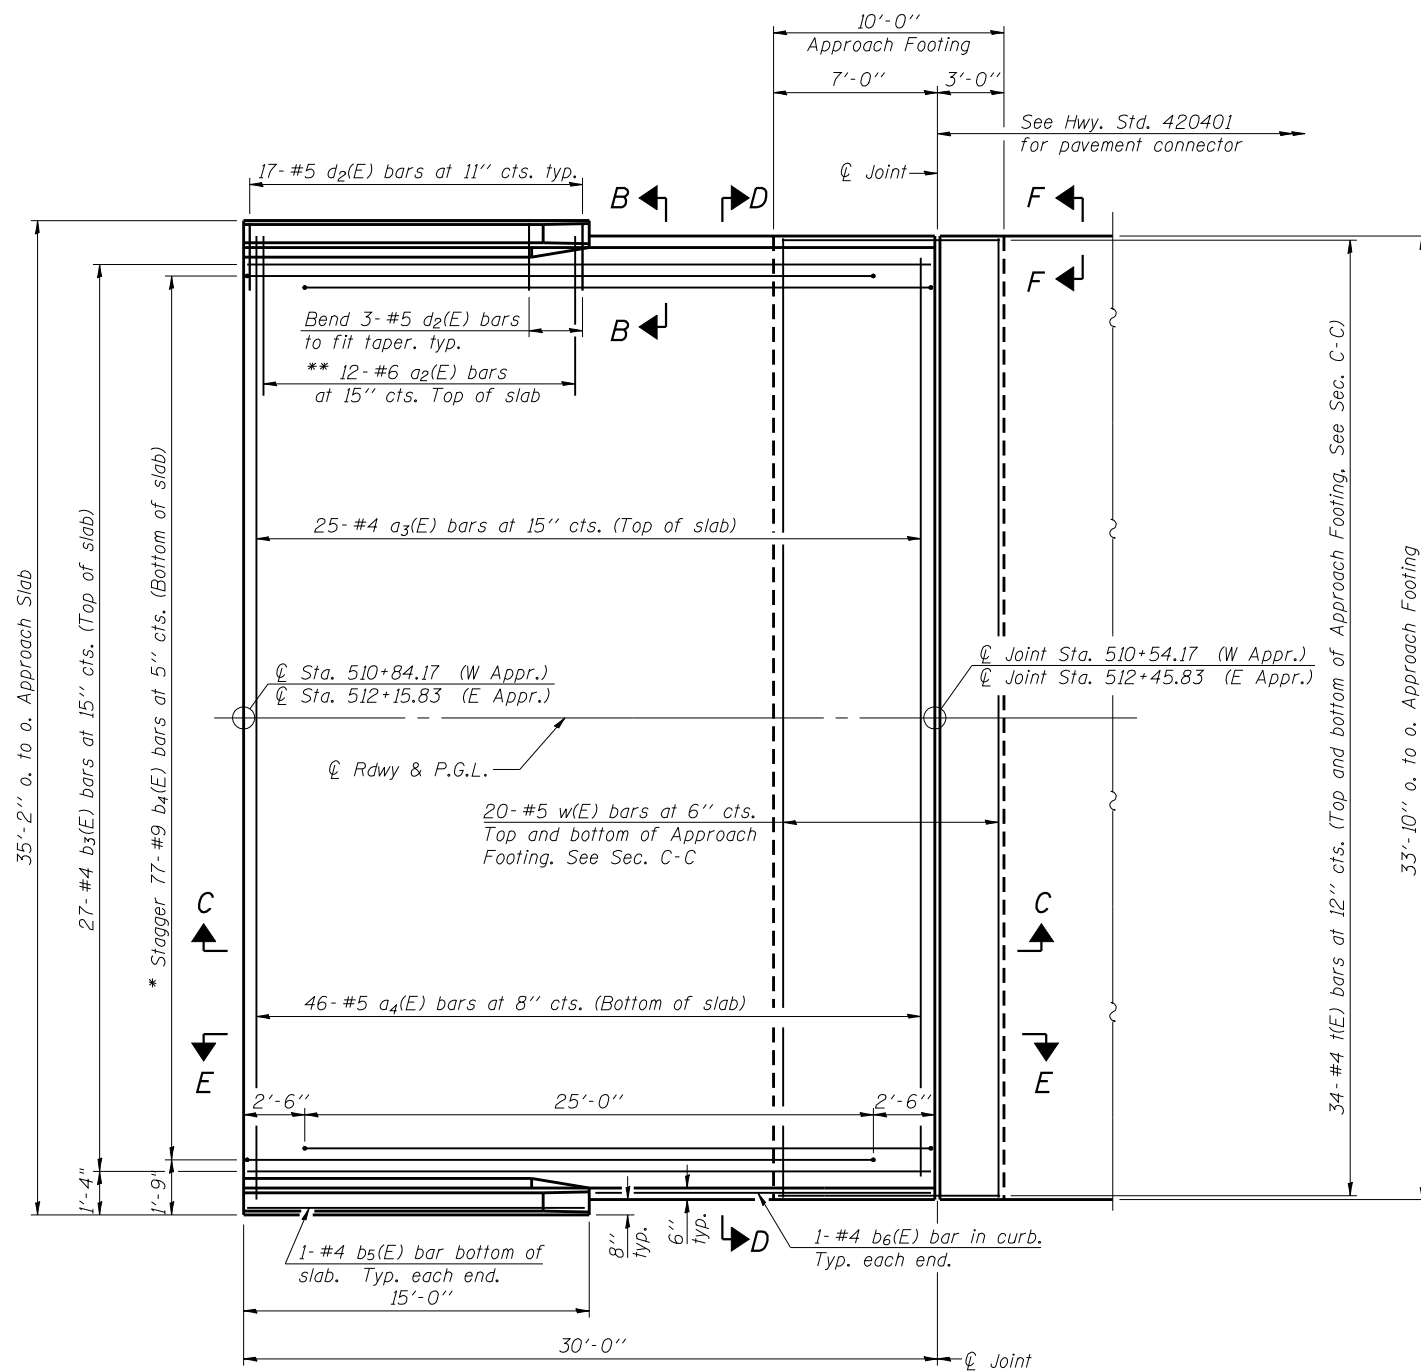 10'-0''
Approach Footing
7'-0''
3'-0''
See Hwy. Std. 420401
for pavement connector
℄ Joint
17-#5 d2(E) bars at 11'' cts. typ.
B
D
F
F
B
Bend 3-#5 d2(E) bars
to fit taper. typ.
** 12-#6 a2(E) bars
at 15'' cts. Top of slab
35'-2'' o. to o. Approach Slab
27-#4 b3(E) bars at 15'' cts. (Top of slab)
* Stagger 77-#9 b4(E) bars at 5'' cts. (Bottom of slab)
25-#4 a3(E) bars at 15'' cts. (Top of slab)
34-#4 t(E) bars at 12'' cts. (Top and bottom of Approach Footing, See Sec. C-C)
33'-10'' o. to o. Approach Footing
℄ Sta. 510+84.17 (W Appr.)
℄ Sta. 512+15.83 (E Appr.)
℄ Joint Sta. 510+54.17 (W Appr.)
℄ Joint Sta. 512+45.83 (E Appr.)
℄ Rdwy & P.G.L.
20-#5 w(E) bars at 6'' cts.
Top and bottom of Approach
Footing. See Sec. C-C
C
C
46-#5 a4(E) bars at 8'' cts. (Bottom of slab)
E
E
2'-6''
25'-0''
2'-6''
1'-4"
1'-9"
8''
typ.
6''
typ.
D
1-#4 b5(E) bar bottom of
slab. Typ. each end.
1-#4 b6(E) bar in curb.
Typ. each end.
15'-0''
30'-0''
℄ Joint